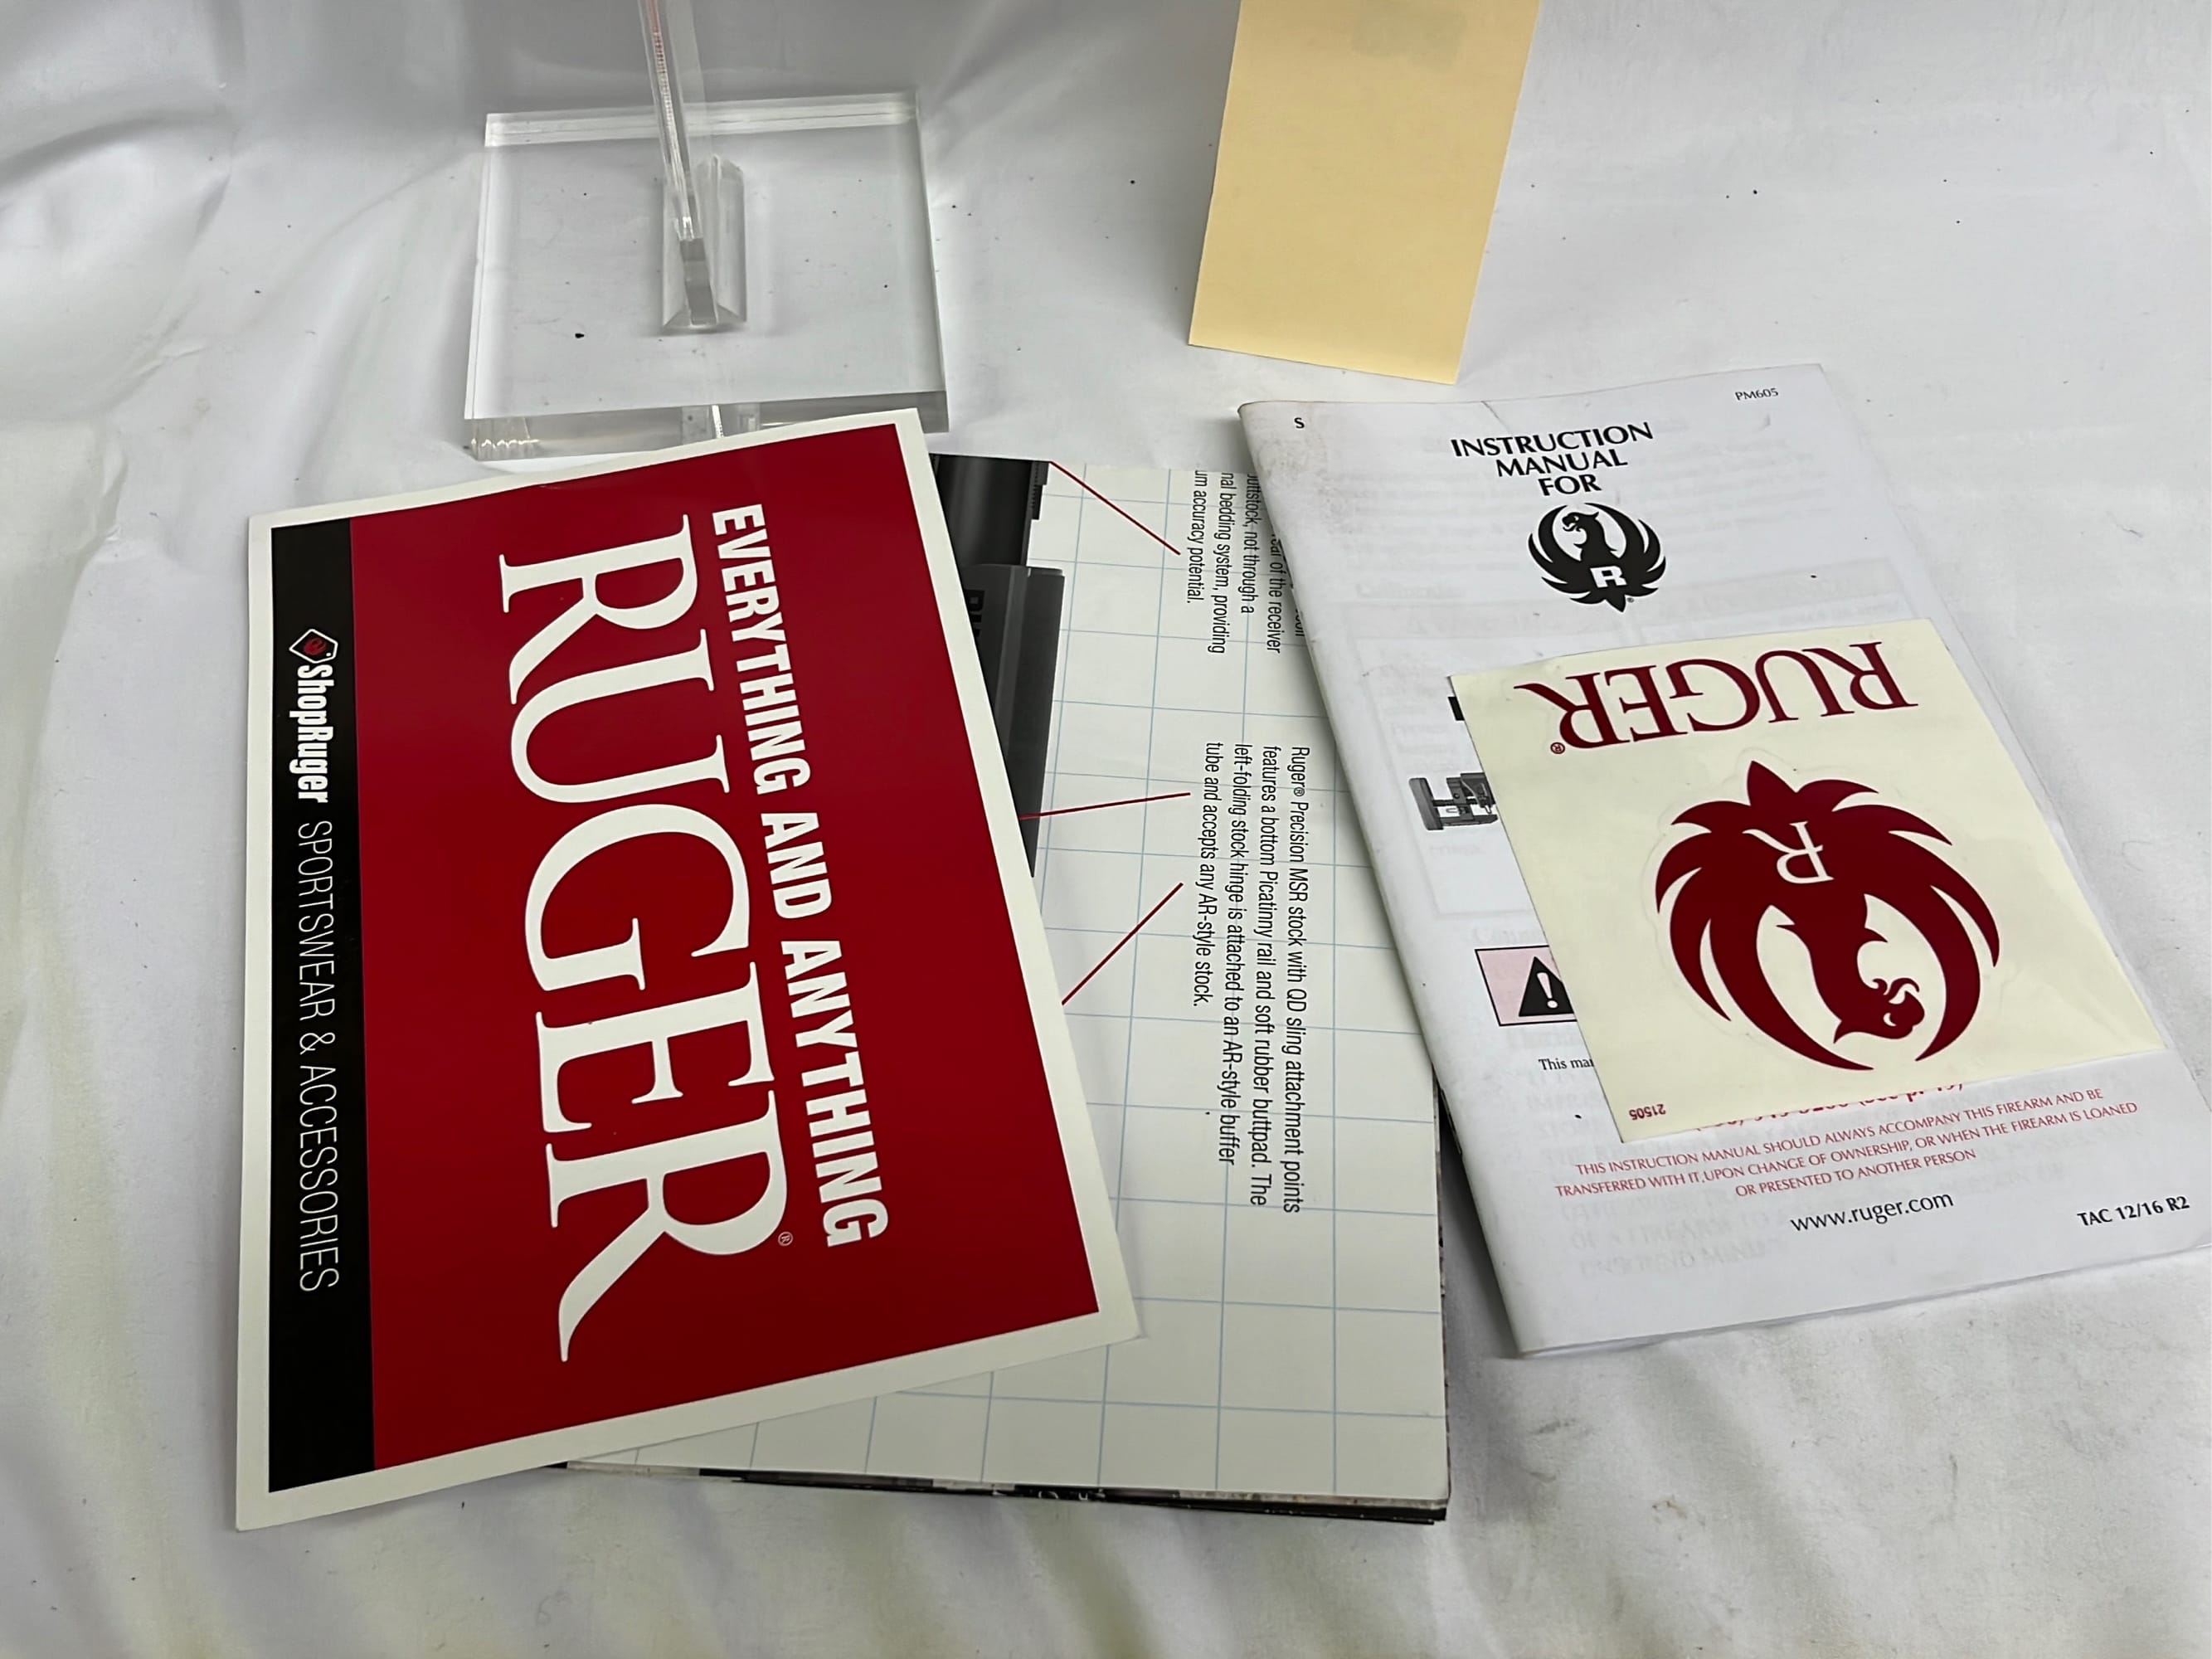 EVERYTHING AND ANYTHING
RUGER®
ShopRuger SPORTSWEAR & ACCESSORIES
of the receiver
not through a
bedding system, providing
accuracy potential.
Ruger® Precision MSR stock with QD sling attachment points
features a bottom Picatinny rail and soft rubber buttpad. The
left-folding stock hinge is attached to an AR-style buffer
tube and accepts any AR-style stock.
S
PM605
INSTRUCTION
MANUAL
FOR
R
RUGER®
R
21505
This
THIS INSTRUCTION MANUAL SHOULD ALWAYS ACCOMPANY THIS FIREARM AND BE
TRANSFERRED WITH IT, UPON CHANGE OF OWNERSHIP, OR WHEN THE FIREARM IS LOANED
OR PRESENTED TO ANOTHER PERSON
www.ruger.com
TAC 12/16 R2